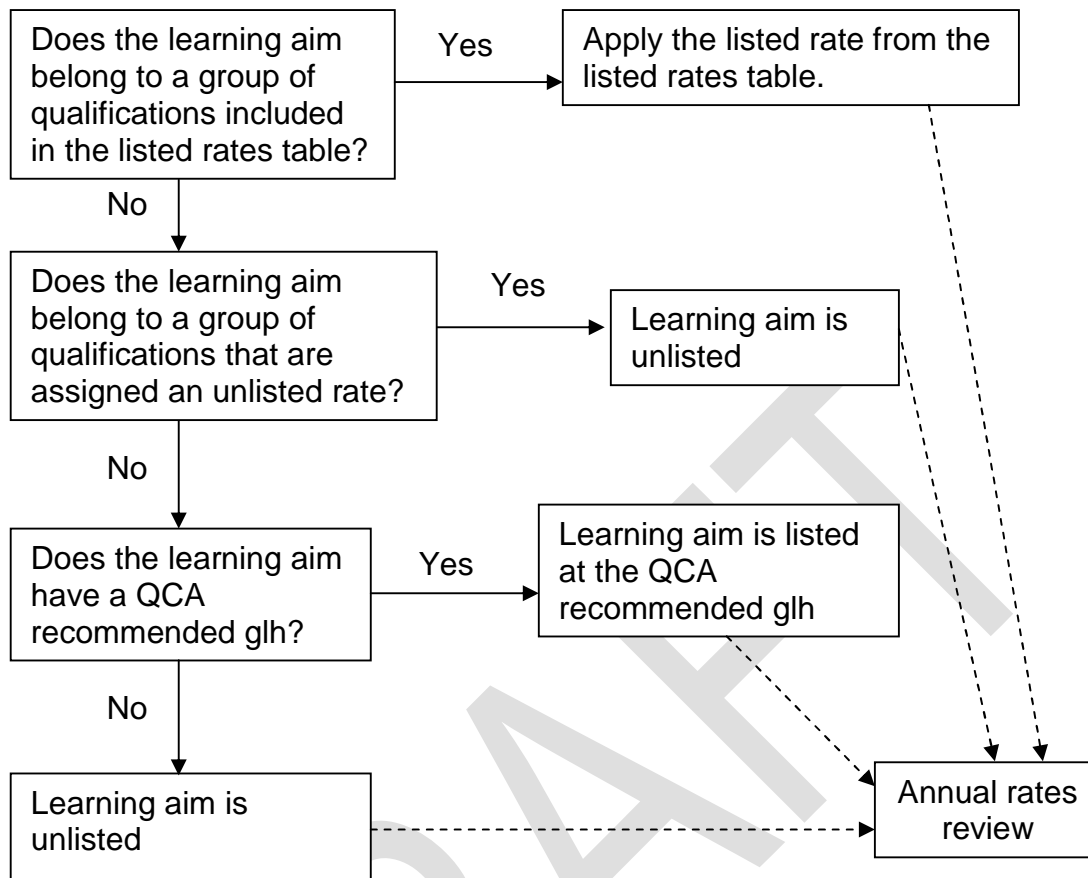 Does the learning aim
belong to a group of
qualifications included
in the listed rates table?
Yes
Apply the listed rate from the
listed rates table.
No
Does the learning aim
belong to a group of
qualifications that are
assigned an unlisted rate?
Yes
Learning aim is
unlisted
No
Does the learning aim
have a QCA
recommended glh?
Yes
Learning aim is listed
at the QCA
recommended glh
No
Learning aim is
unlisted
Annual rates
review
DRAFT